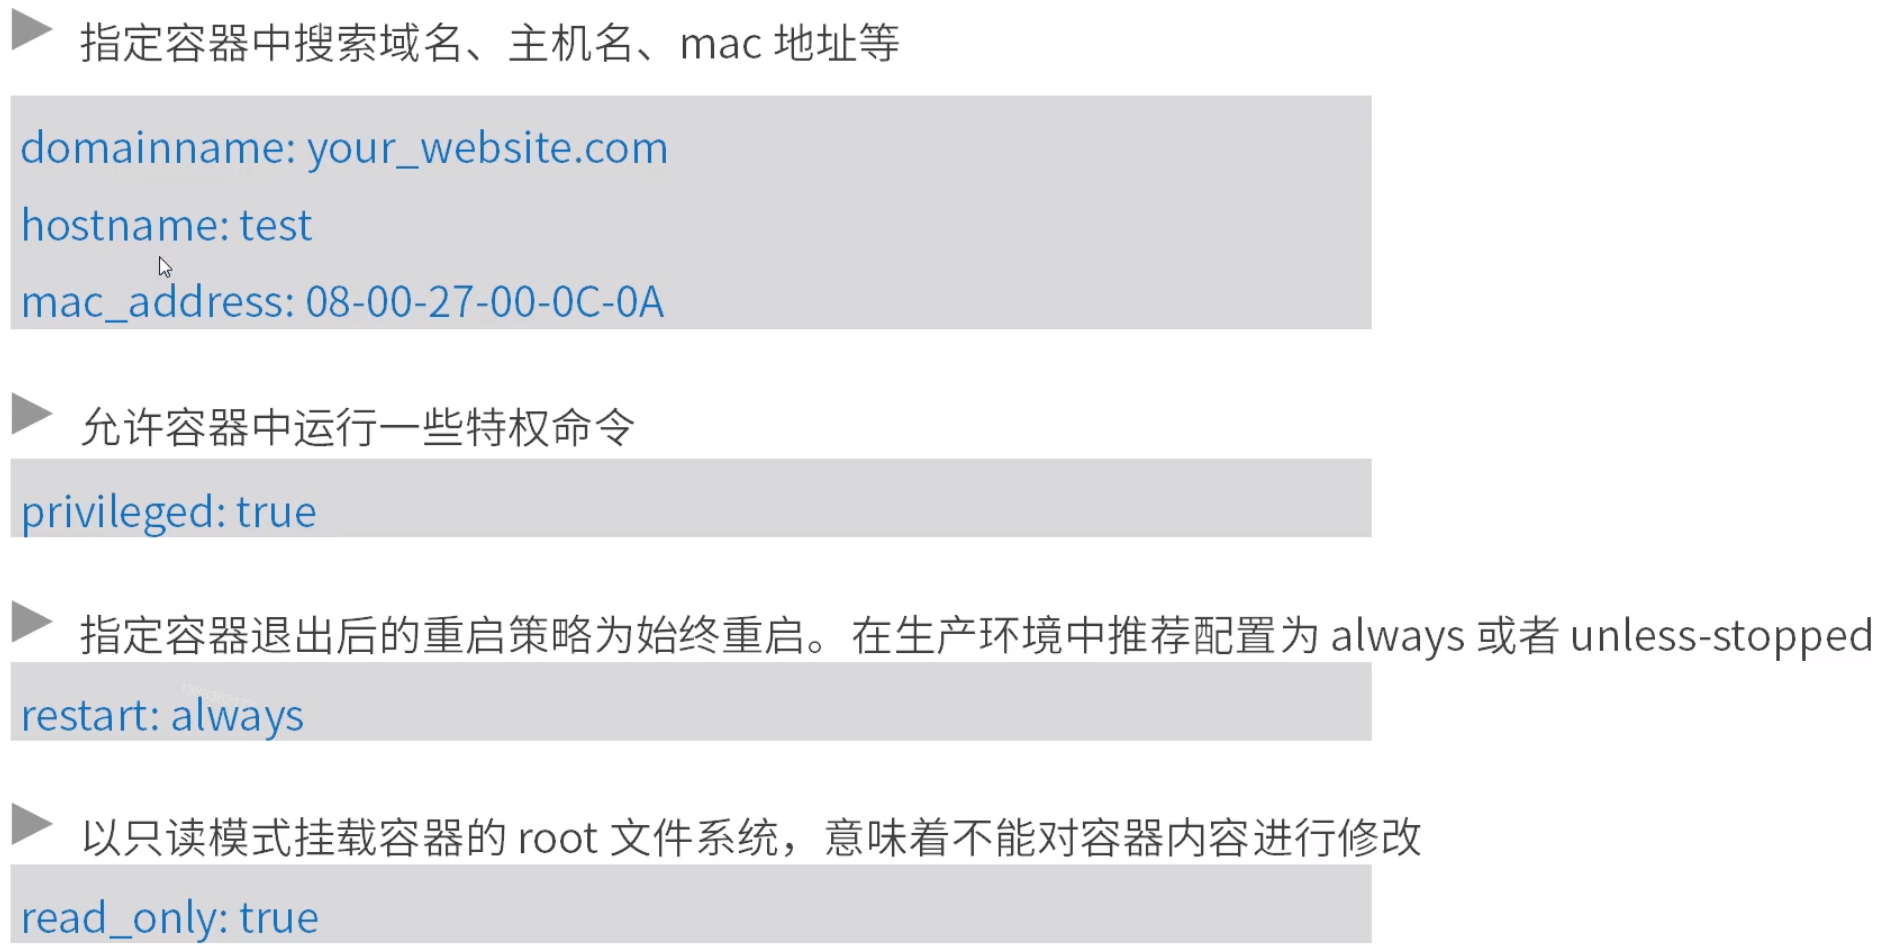 指定容器中搜索域名、主机名、mac 地址等
domainname: your_website.com
hostname: test
mac_address: 08-00-27-00-0C-0A
允许容器中运行一些特权命令
privileged: true
指定容器退出后的重启策略为始终重启。在生产环境中推荐配置为 always 或者 unless-stopped
restart: always
以只读模式挂载容器的 root 文件系统，意味着不能对容器内容进行修改
read_only: true